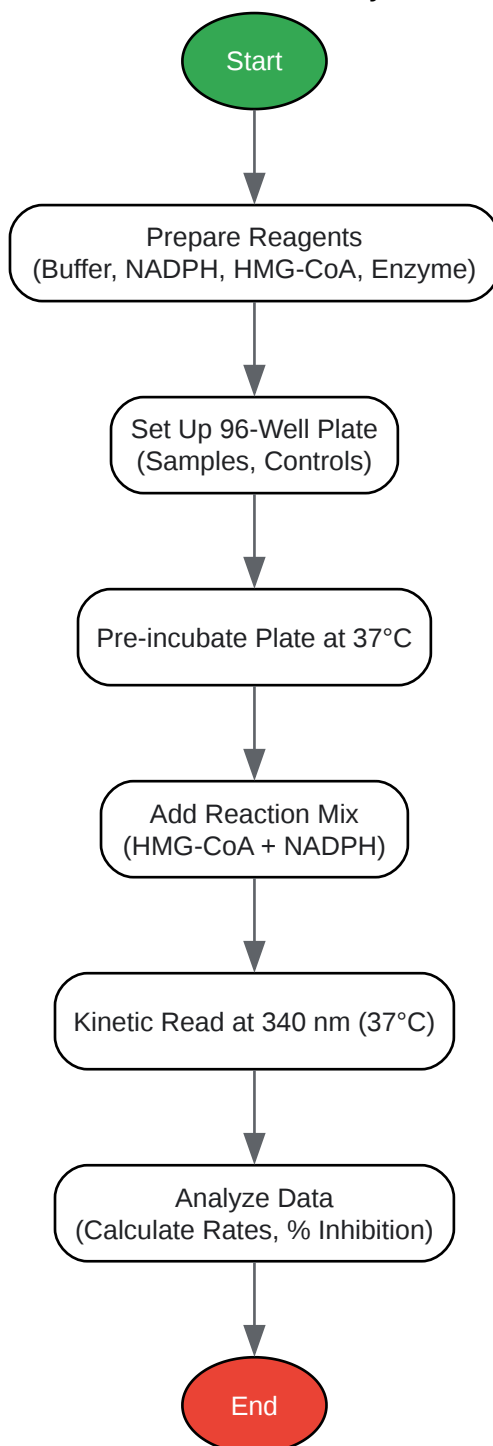 Start
Prepare Reagents
(Buffer, NADPH, HMG-CoA, Enzyme)
Set Up 96-Well Plate
(Samples, Controls)
Pre-incubate Plate at 37°C
Add Reaction Mix
(HMG-CoA + NADPH)
Kinetic Read at 340 nm (37°C)
Analyze Data
(Calculate Rates, % Inhibition)
End